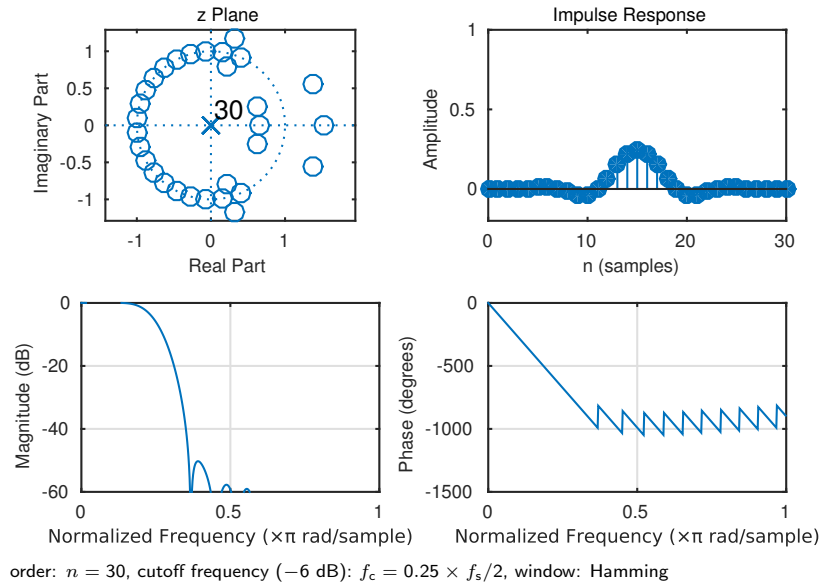 z Plane
Imaginary Part
1
0.5
0
-0.5
-1
30
-1
0
1
Real Part
Impulse Response
Amplitude
1
0.5
0
0
10
20
30
n (samples)
Magnitude (dB)
0
-20
-40
-60
0
0.5
1
Normalized Frequency (×π rad/sample)
Phase (degrees)
0
-500
-1000
-1500
0
0.5
1
Normalized Frequency (×π rad/sample)
order: n = 30, cutoff frequency (−6 dB): fc = 0.25 × fs/2, window: Hamming